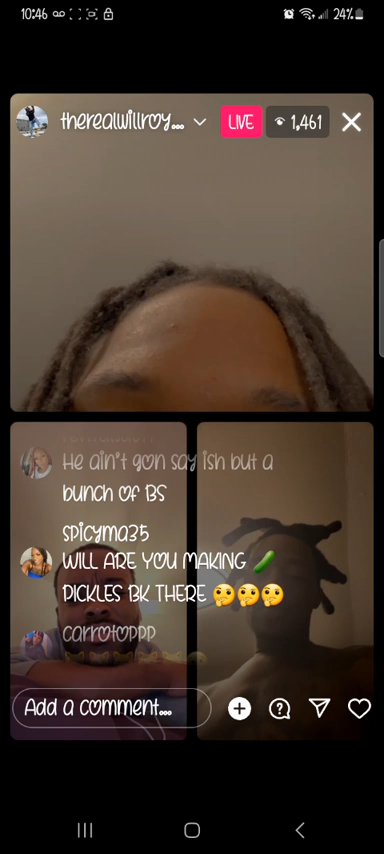 10:46
24%
therealwillroy...
LIVE
1,461
He ain't gon say ish but a
bunch of BS
spicyma35
WILL ARE YOU MAKING 🥒
PICKLES BK THERE 🤔🤔🤔
carrotoppp
Add a comment...